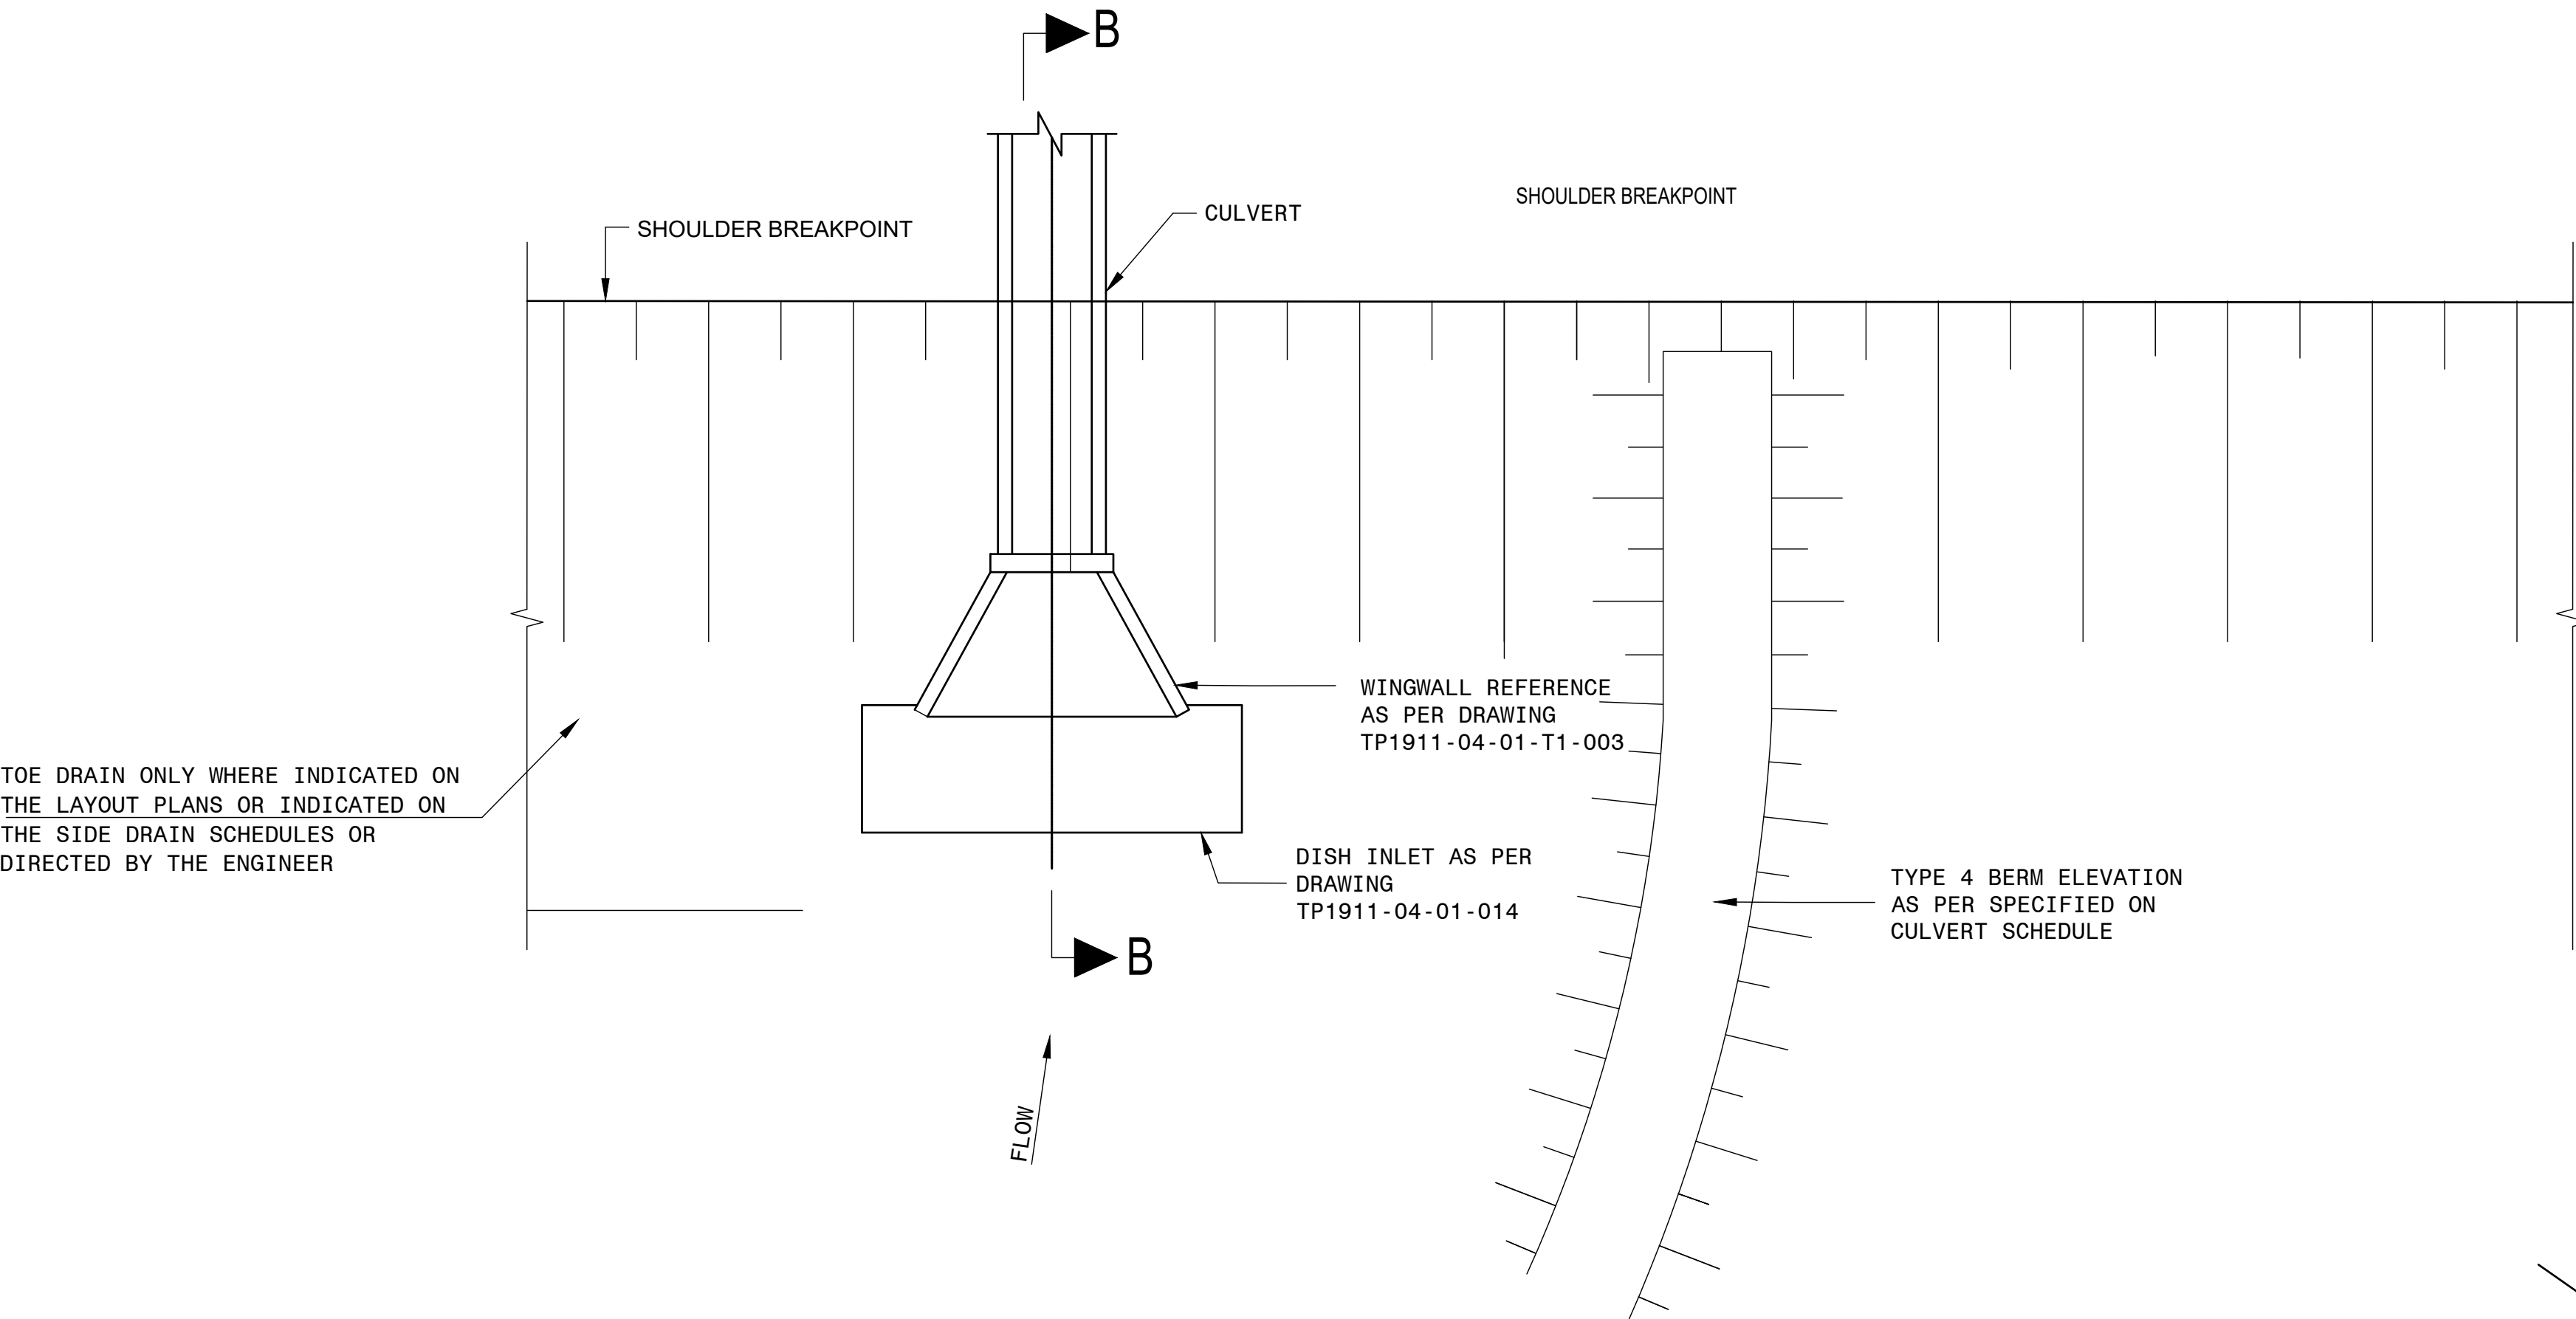 B
SHOULDER BREAKPOINT
CULVERT
SHOULDER BREAKPOINT
WINGWALL REFERENCE
AS PER DRAWING
TP1911-04-01-T1-003
TOE DRAIN ONLY WHERE INDICATED ON
THE LAYOUT PLANS OR INDICATED ON
THE SIDE DRAIN SCHEDULES OR
DIRECTED BY THE ENGINEER
DISH INLET AS PER
DRAWING
TP1911-04-01-014
TYPE 4 BERM ELEVATION
AS PER SPECIFIED ON
CULVERT SCHEDULE
B
FLOW